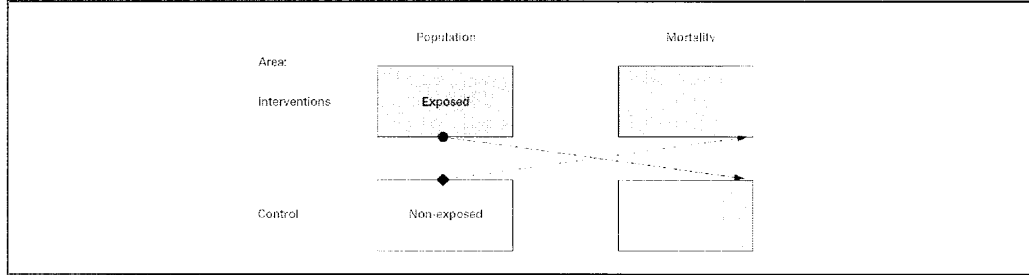 Population Mortality
Area:
Interventions Exposed
Control Non-exposed